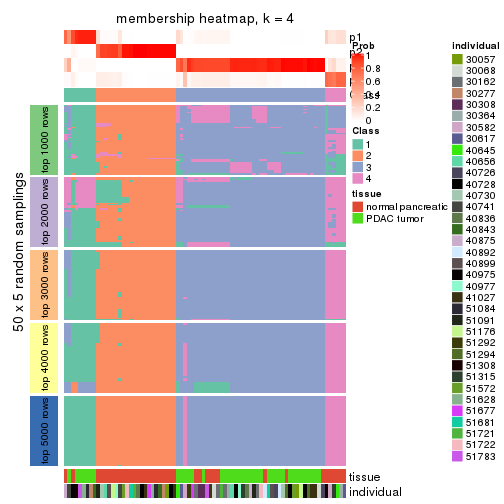 membership heatmap, k = 4
p1
Prob
1
0.8
0.6
0.4
0.2
0
Class
1
2
3
4
tissue
normal pancreatic
PDAC tumor
individual
30057
30068
30162
30277
30308
30364
30582
30617
40645
40656
40726
40728
40730
40741
40836
40843
40875
40892
40899
40975
40977
41027
51084
51091
51176
51292
51294
51308
51315
51572
51628
51677
51681
51721
51722
51783
50 x 5 random samplings
top 1000 rows
top 2000 rows
top 3000 rows
top 4000 rows
top 5000 rows
tissue
individual